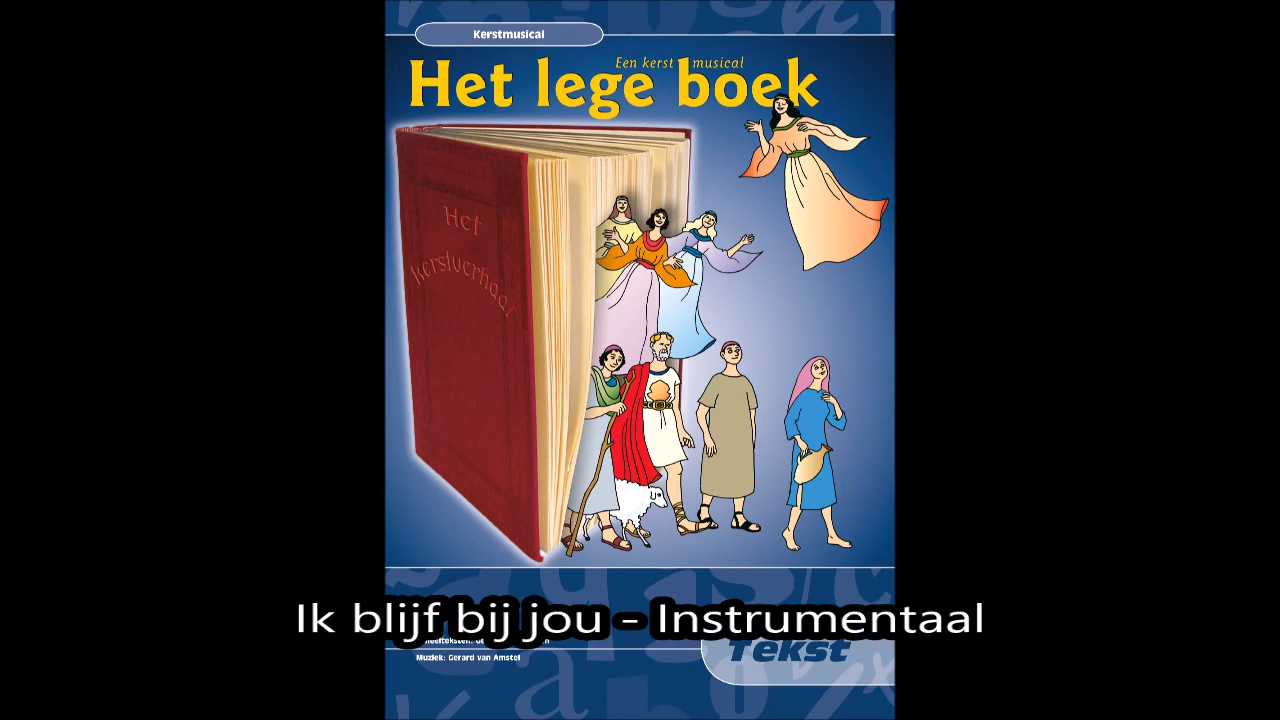 Kerstmusical
Een kerst musical
Het lege boek
Het
kerstverhaal
Ik blijf bij jou - Instrumentaal
Muziek: Gerard van Amstel
Tekst